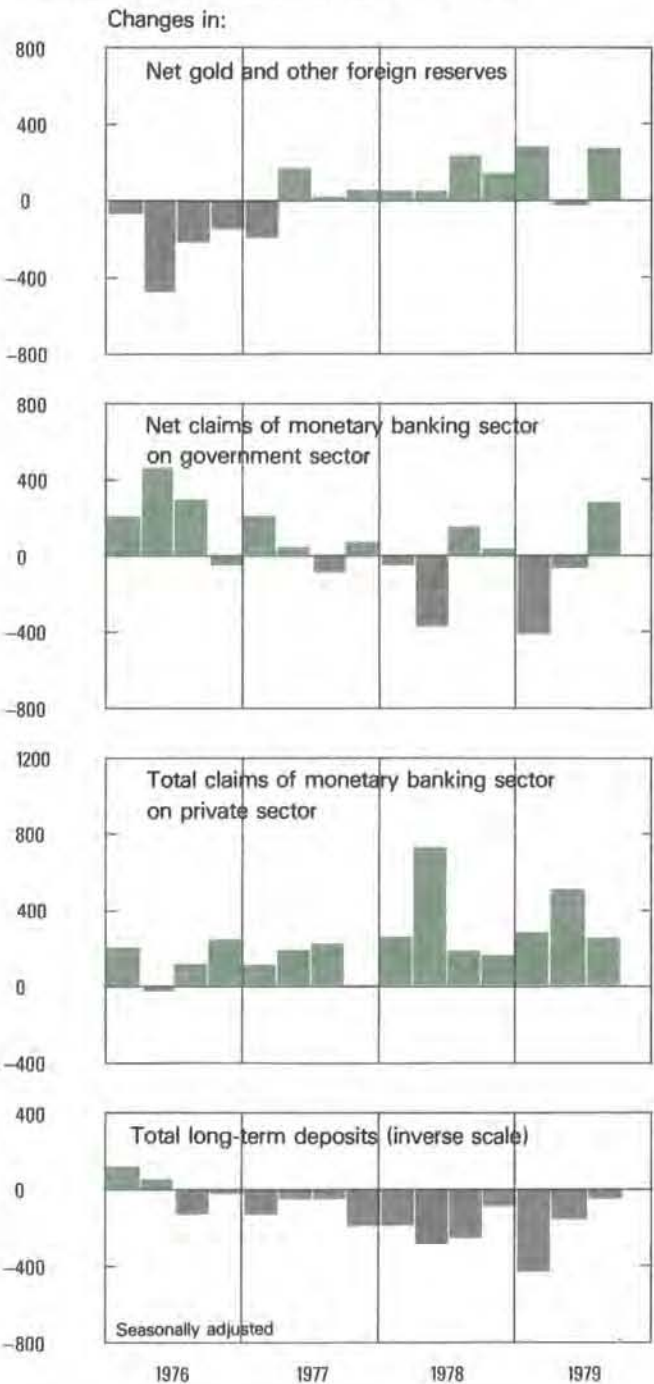 Changes in:
800
Net gold and other foreign reserves
400
0
-400
-800
800
Net claims of monetary banking sector
on government sector
400
0
-400
-800
1200
Total claims of monetary banking sector
on private sector
800
400
0
-400
400
Total long-term deposits (inverse scale)
0
-400
-800
Seasonally adjusted
1976 1977 1978 1979